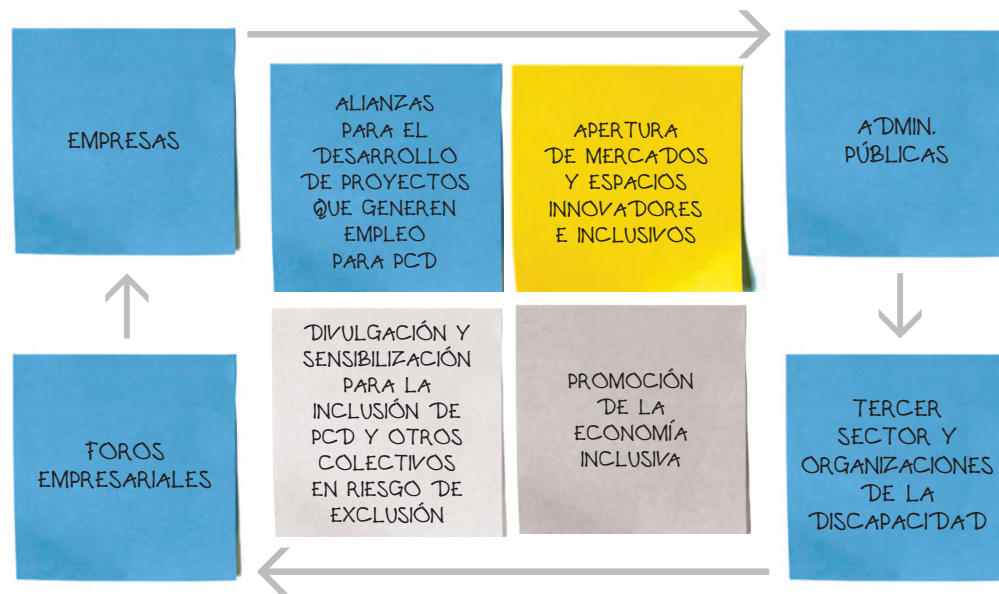 EMPRESAS
ALIANZAS
PARA EL
DESARROLLO
DE PROYECTOS
QUE GENEREN
EMPLEO
PARA PCD
APERTURA
DE MERCADOS
Y ESPACIOS
INNOVADORES
E INCLUSIVOS
ADMIN.
PÚBLICAS
FOROS
EMPRESARIALES
DIVULGACIÓN Y
SENSIBILIZACIÓN
PARA LA
INCLUSIÓN DE
PCD Y OTROS
COLECTIVOS
EN RIESGO DE
EXCLUSIÓN
PROMOCIÓN
DE LA
ECONOMÍA
INCLUSIVA
TERCER
SECTOR Y
ORGANIZACIONES
DE LA
DISCAPACIDAD